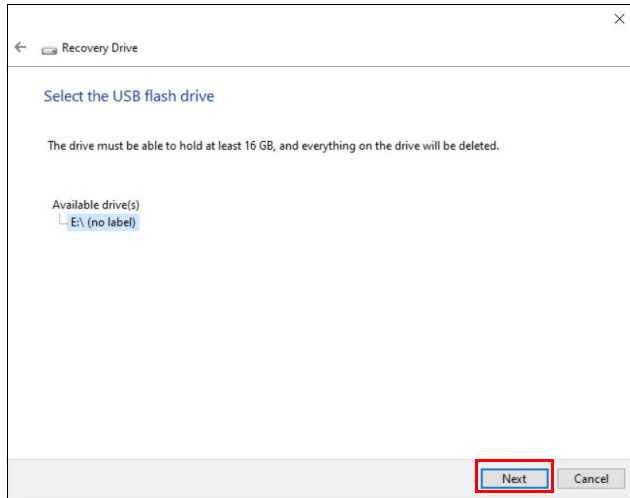 Recovery Drive
Select the USB flash drive
The drive must be able to hold at least 16 GB, and everything on the drive will be deleted.
Available drive(s)
E:\ (no label)
Next
Cancel